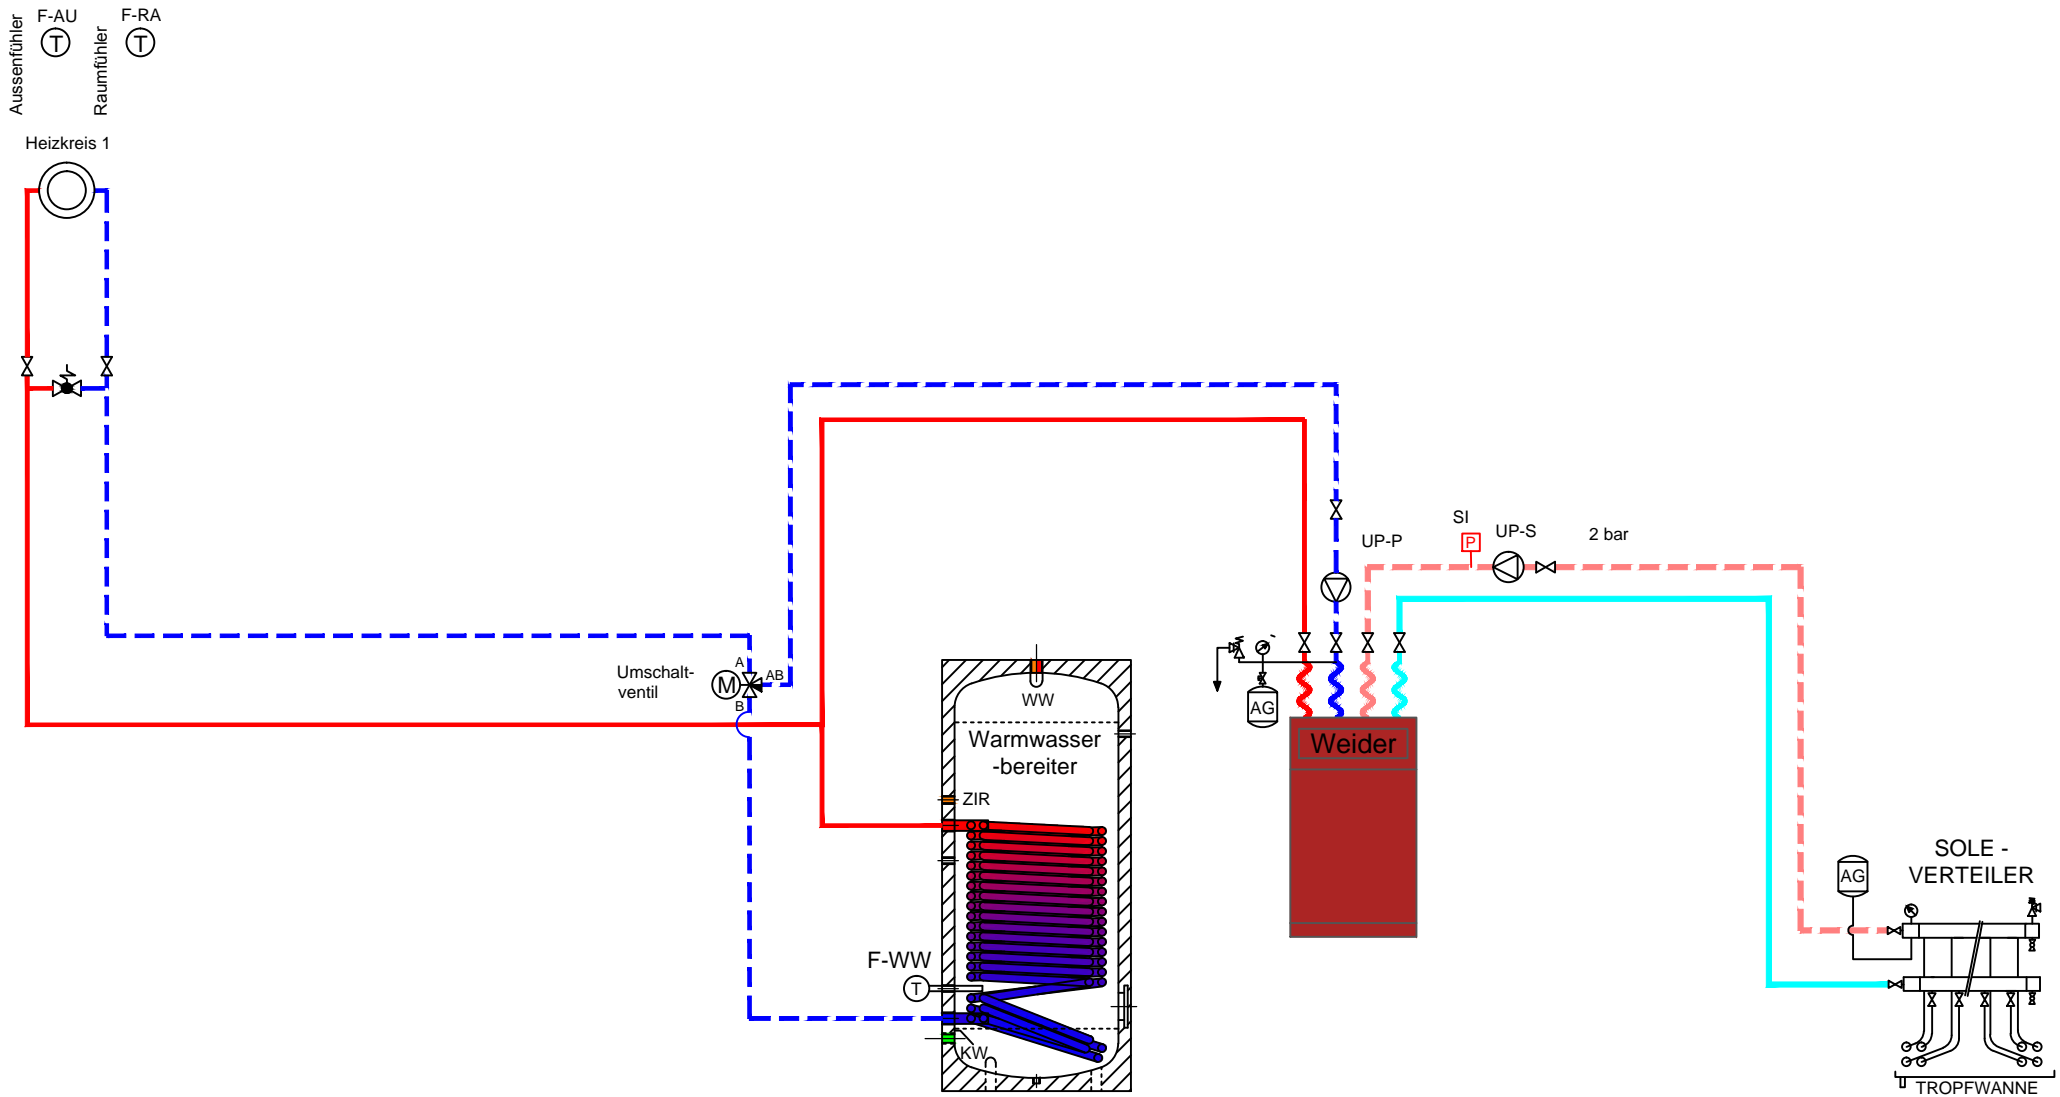 Aussenfühler
F-AU
T
Raumfühler
F-RA
T
Heizkreis 1
SI
P
UP-S
2 bar
UP-P
Umschalt-
ventil
M
A
AB
B
WW
Warmwasser
-bereiter
ZIR
F-WW
T
KW
AG
Weider
AG
SOLE -
VERTEILER
TROPFWANNE